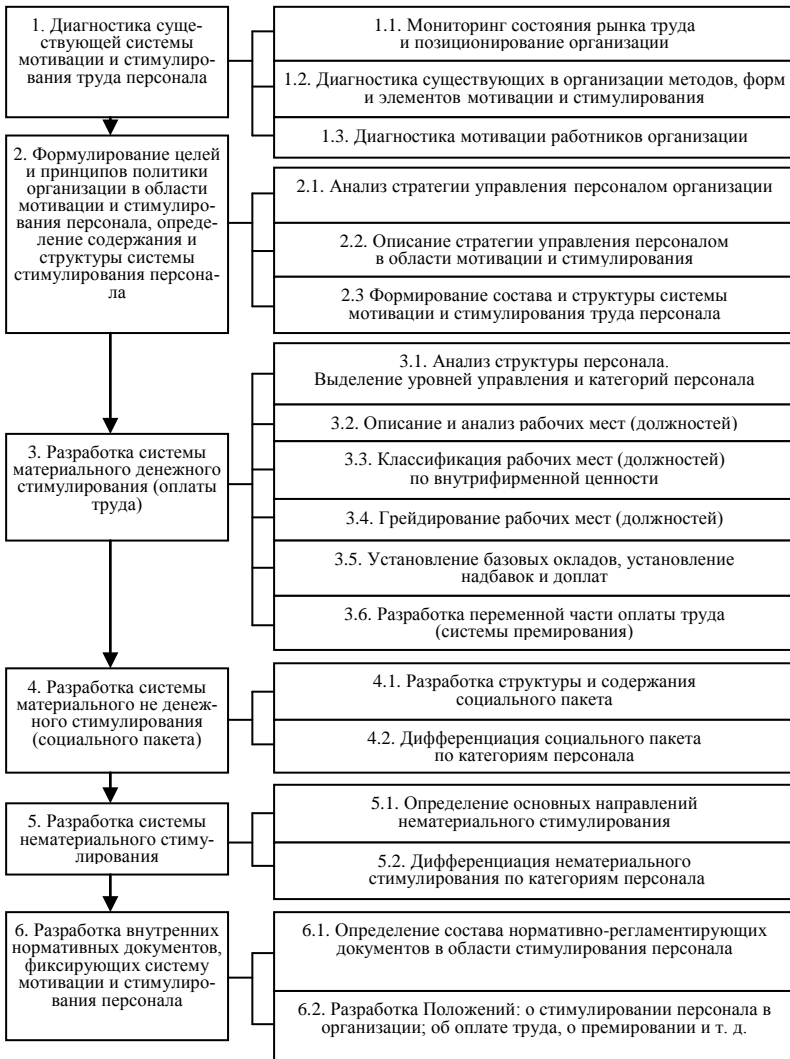 1. Диагностика суще-
ствующей системы
мотивации и стимулиро-
вания труда персонала
1.1. Мониторинг состояния рынка труда
и позиционирование организации
1.2. Диагностика существующих в организации методов, форм
и элементов мотивации и стимулирования
1.3. Диагностика мотивации работников организации
2. Формулирование целей
и принципов политики
организации в области
мотивации и стимулиро-
вания персонала, опреде-
ление содержания и
структуры системы
стимулирования персона-
ла
2.1. Анализ стратегии управления персоналом организации
2.2. Описание стратегии управления персоналом
в области мотивации и стимулирования
2.3 Формирование состава и структуры системы
мотивации и стимулирования труда персонала
3. Разработка системы
материального денежного
стимулирования (оплаты
труда)
3.1. Анализ структуры персонала.
Выделение уровней управления и категорий персонала
3.2. Описание и анализ рабочих мест (должностей)
3.3. Классификация рабочих мест (должностей)
по внутрифирменной ценности
3.4. Грейдирование рабочих мест (должностей)
3.5. Установление базовых окладов, установление
надбавок и доплат
3.6. Разработка переменной части оплаты труда
(системы премирования)
4. Разработка системы
материального не денеж-
ного стимулирования
(социального пакета)
4.1. Разработка структуры и содержания
социального пакета
4.2. Дифференциация социального пакета
по категориям персонала
5. Разработка системы
нематериального стиму-
лирования
5.1. Определение основных направлений
нематериального стимулирования
5.2. Дифференциация нематериального
стимулирования по категориям персонала
6. Разработка внутренних
нормативных документов,
фиксирующих систему
мотивации и стимулиро-
вания персонала
6.1. Определение состава нормативно-регламентирующих
документов в области стимулирования персонала
6.2. Разработка Положений: о стимулировании персонала в
организации; об оплате труда, о премировании и т. д.